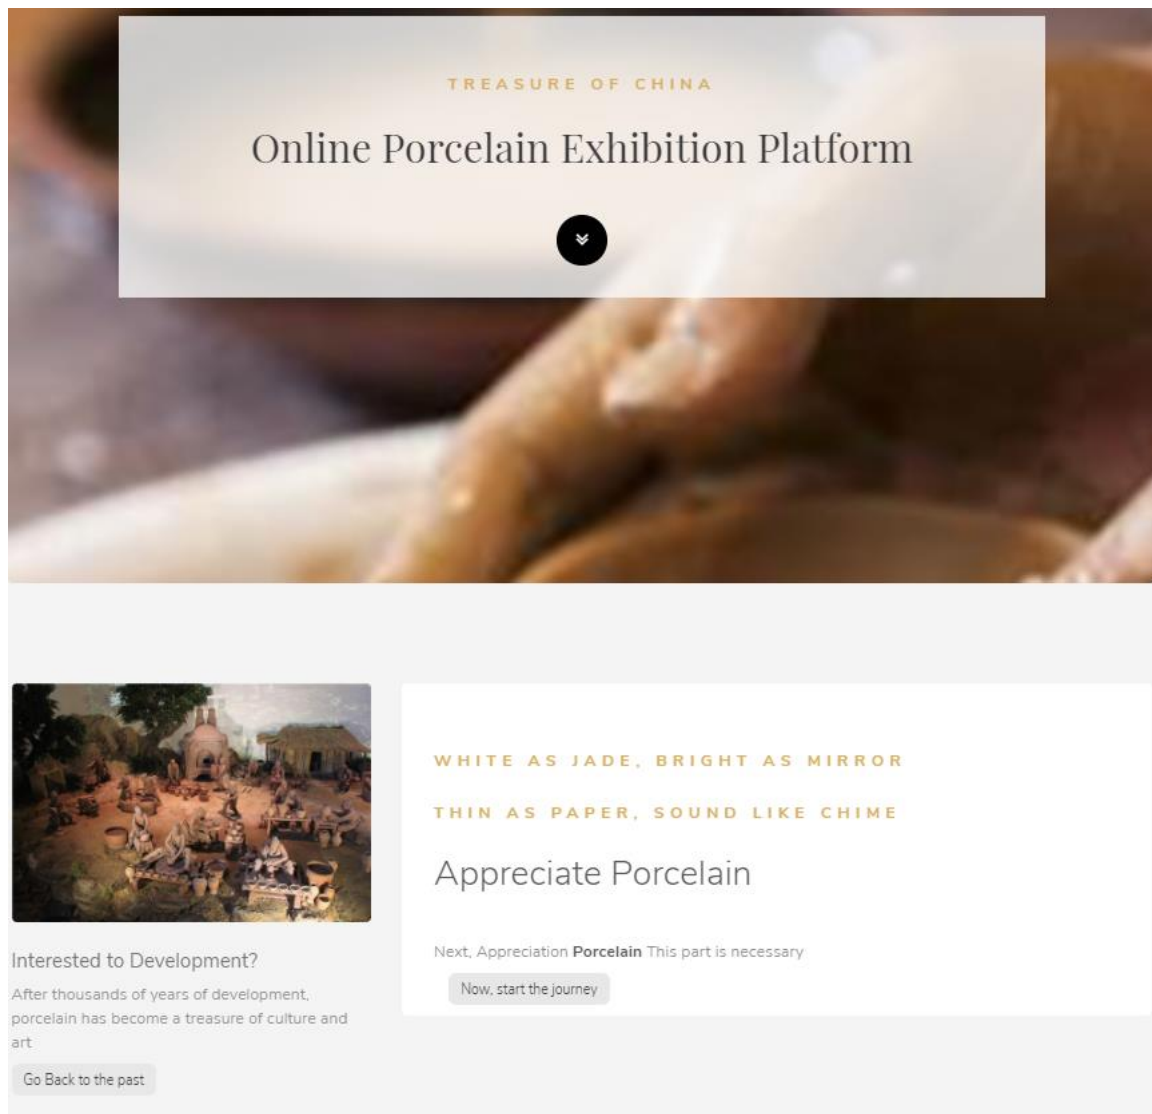 TREASURE OF CHINA
Online Porcelain Exhibition Platform
WHITE AS JADE, BRIGHT AS MIRROR
THIN AS PAPER, SOUND LIKE CHIME
Appreciate Porcelain
Next, Appreciation Porcelain This part is necessary
Now, start the journey
Interested to Development?
After thousands of years of development,
porcelain has become a treasure of culture and
art
Go Back to the past